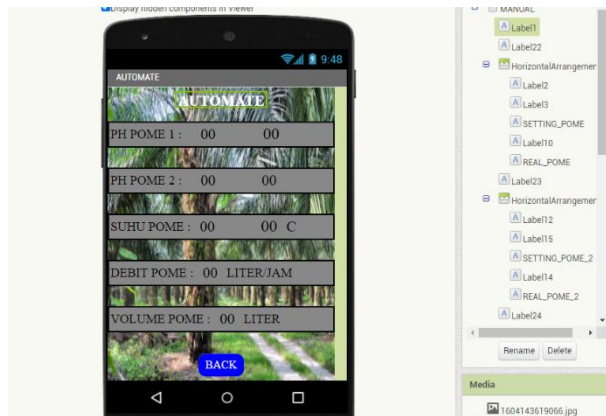 Display hidden components in Viewer
9:48
AUTOMATE
AUTOMATE
PH POME 1 : 00 00
PH POME 2 : 00 00
SUHU POME : 00 00 C
DEBIT POME : 00 LITER/JAM
VOLUME POME : 00 LITER
BACK
MANUAL
Label1
Label22
HorizontalArrangemer
Label2
Label3
SETTING_POME
Label10
REAL_POME
Label23
HorizontalArrangemer
Label12
Label15
SETTING_POME_2
Label14
REAL_POME_2
Label24
Rename Delete
Media
1604143619066.jpg